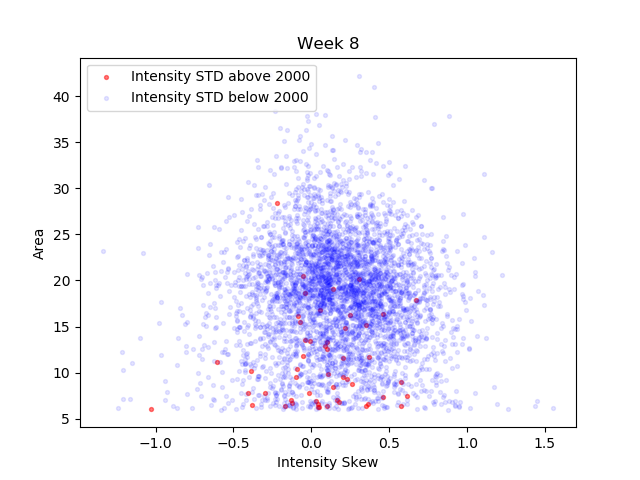 Week 8
Intensity STD above 2000
Intensity STD below 2000
Area
40
35
30
25
20
15
10
5
−1.0 −0.5 0.0 0.5 1.0 1.5
Intensity Skew